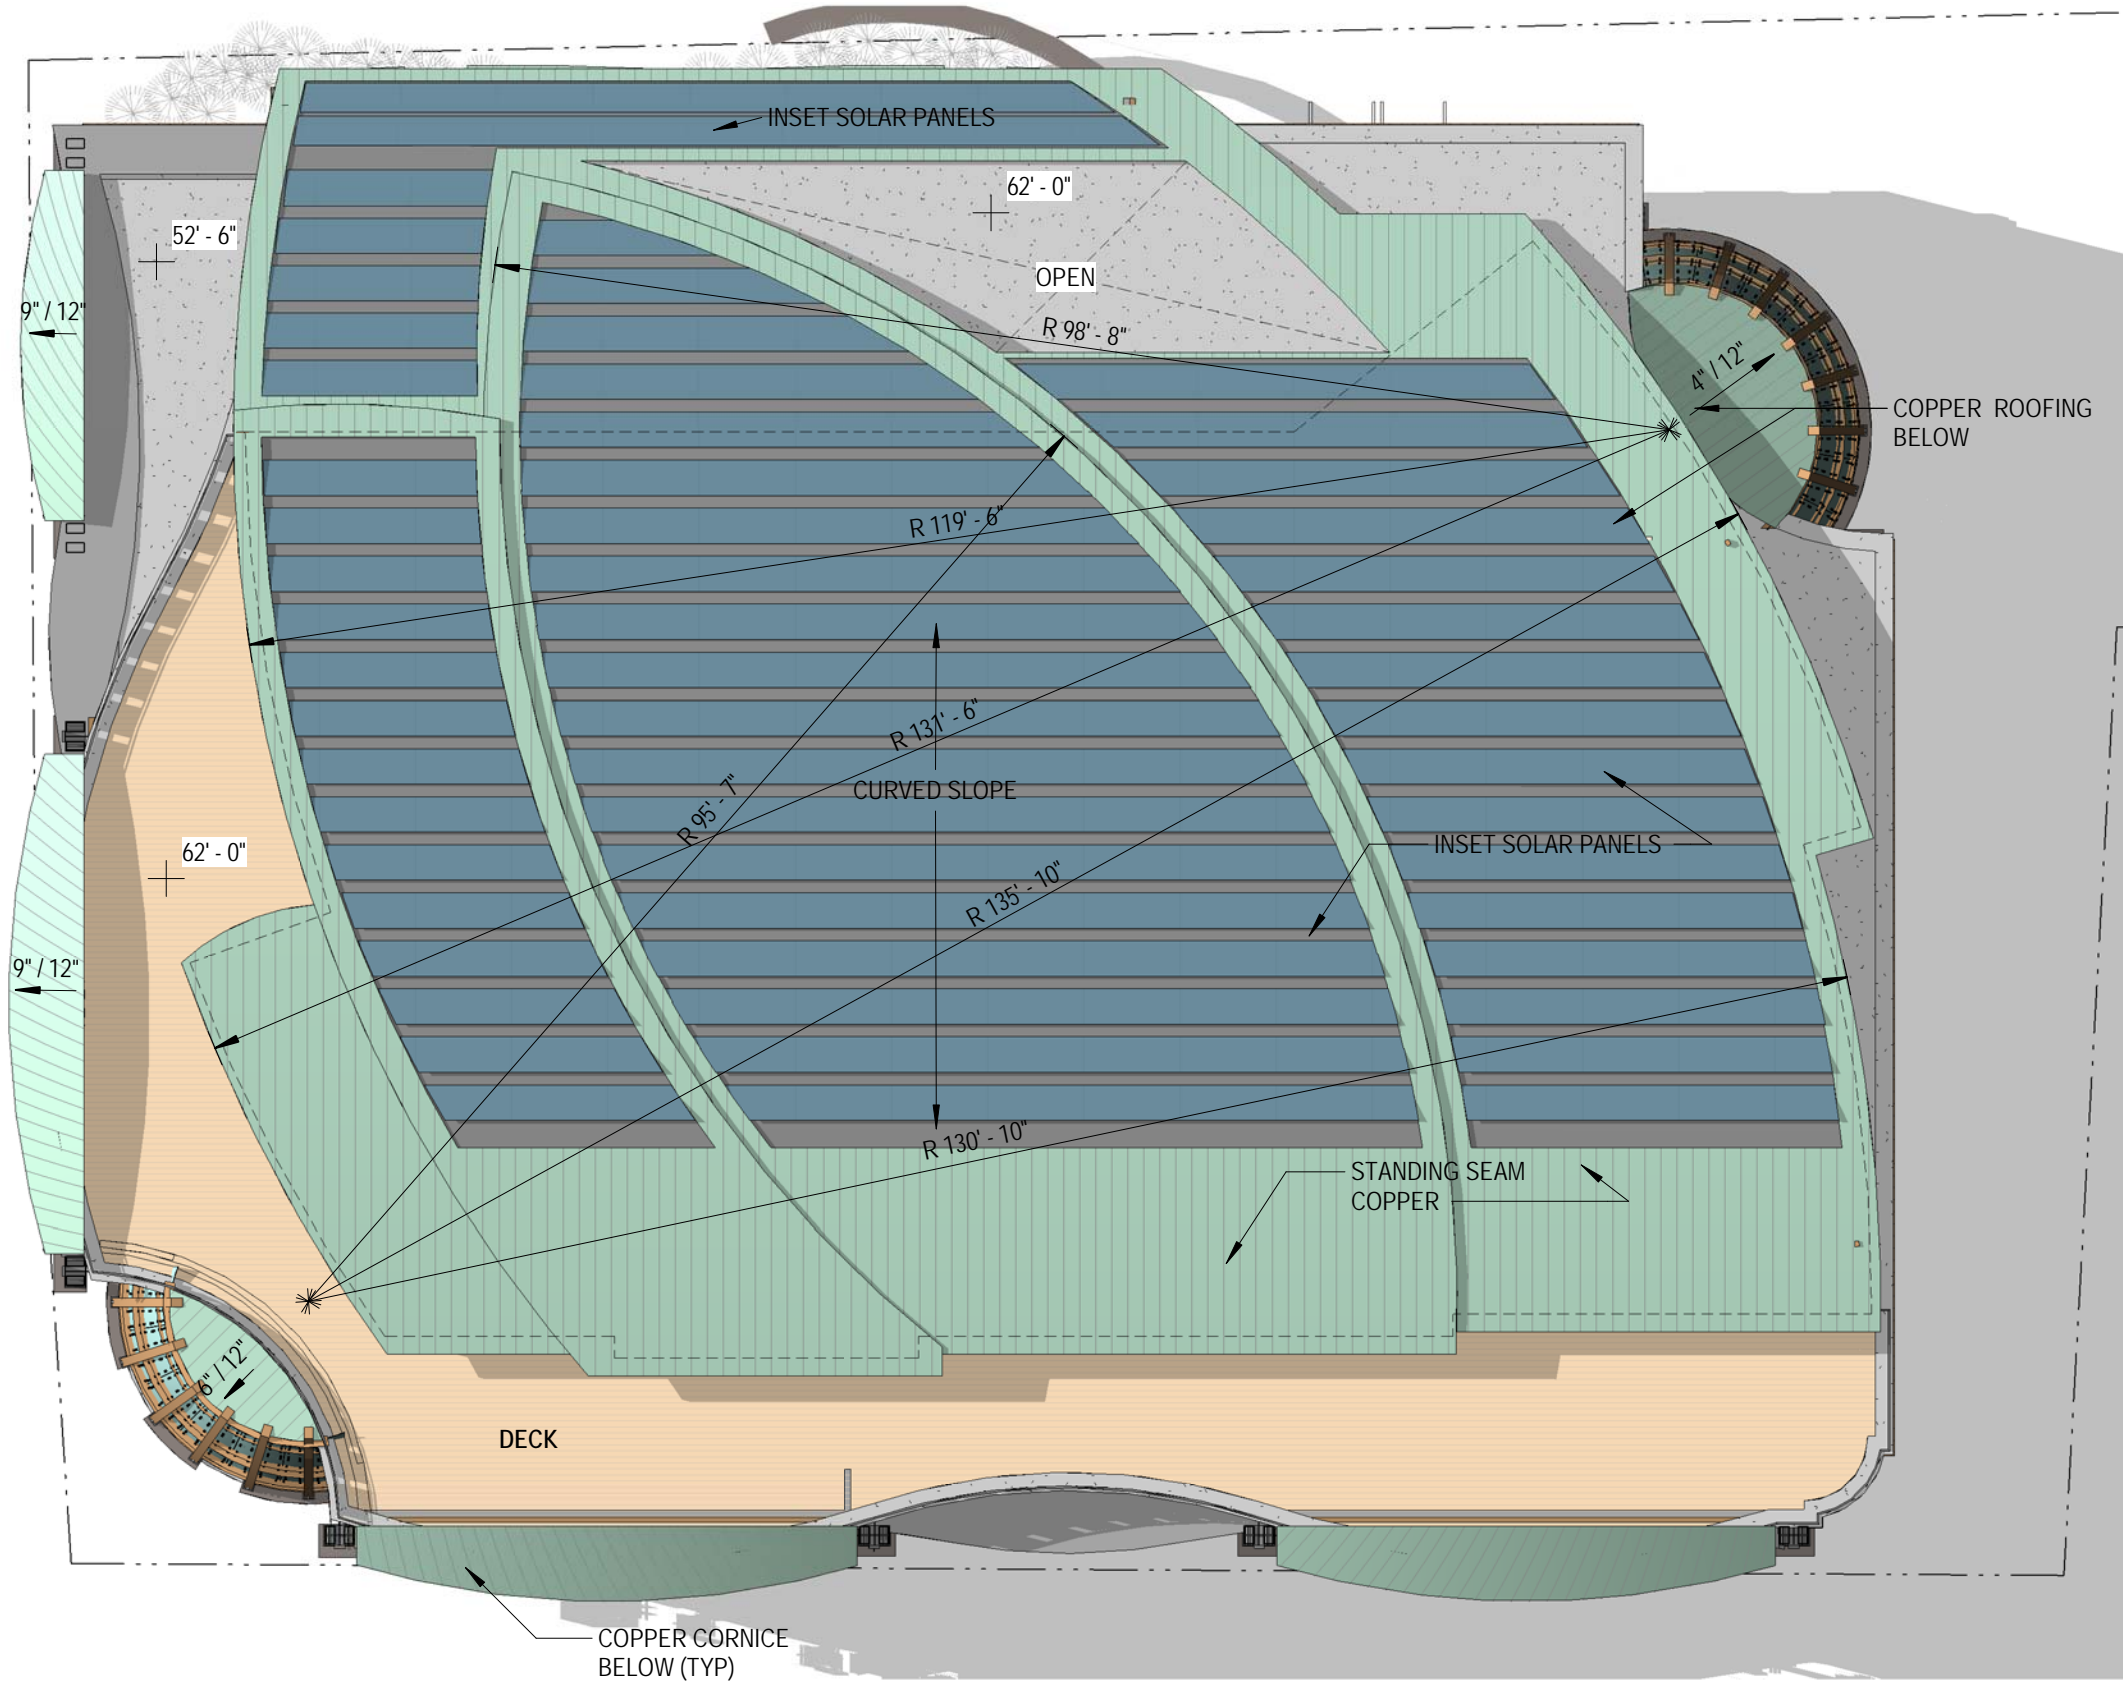 INSET SOLAR PANELS
62' - 0"
52' - 6"
OPEN
9" / 12"
R 98' - 8"
4" / 12"
COPPER ROOFING
BELOW
R 119' - 6"
R 131' - 6"
CURVED SLOPE
R 95' - 7"
INSET SOLAR PANELS
62' - 0"
R 135' - 10"
9" / 12"
R 130' - 10"
STANDING SEAM
COPPER
6" / 12"
DECK
COPPER CORNICE
BELOW (TYP)